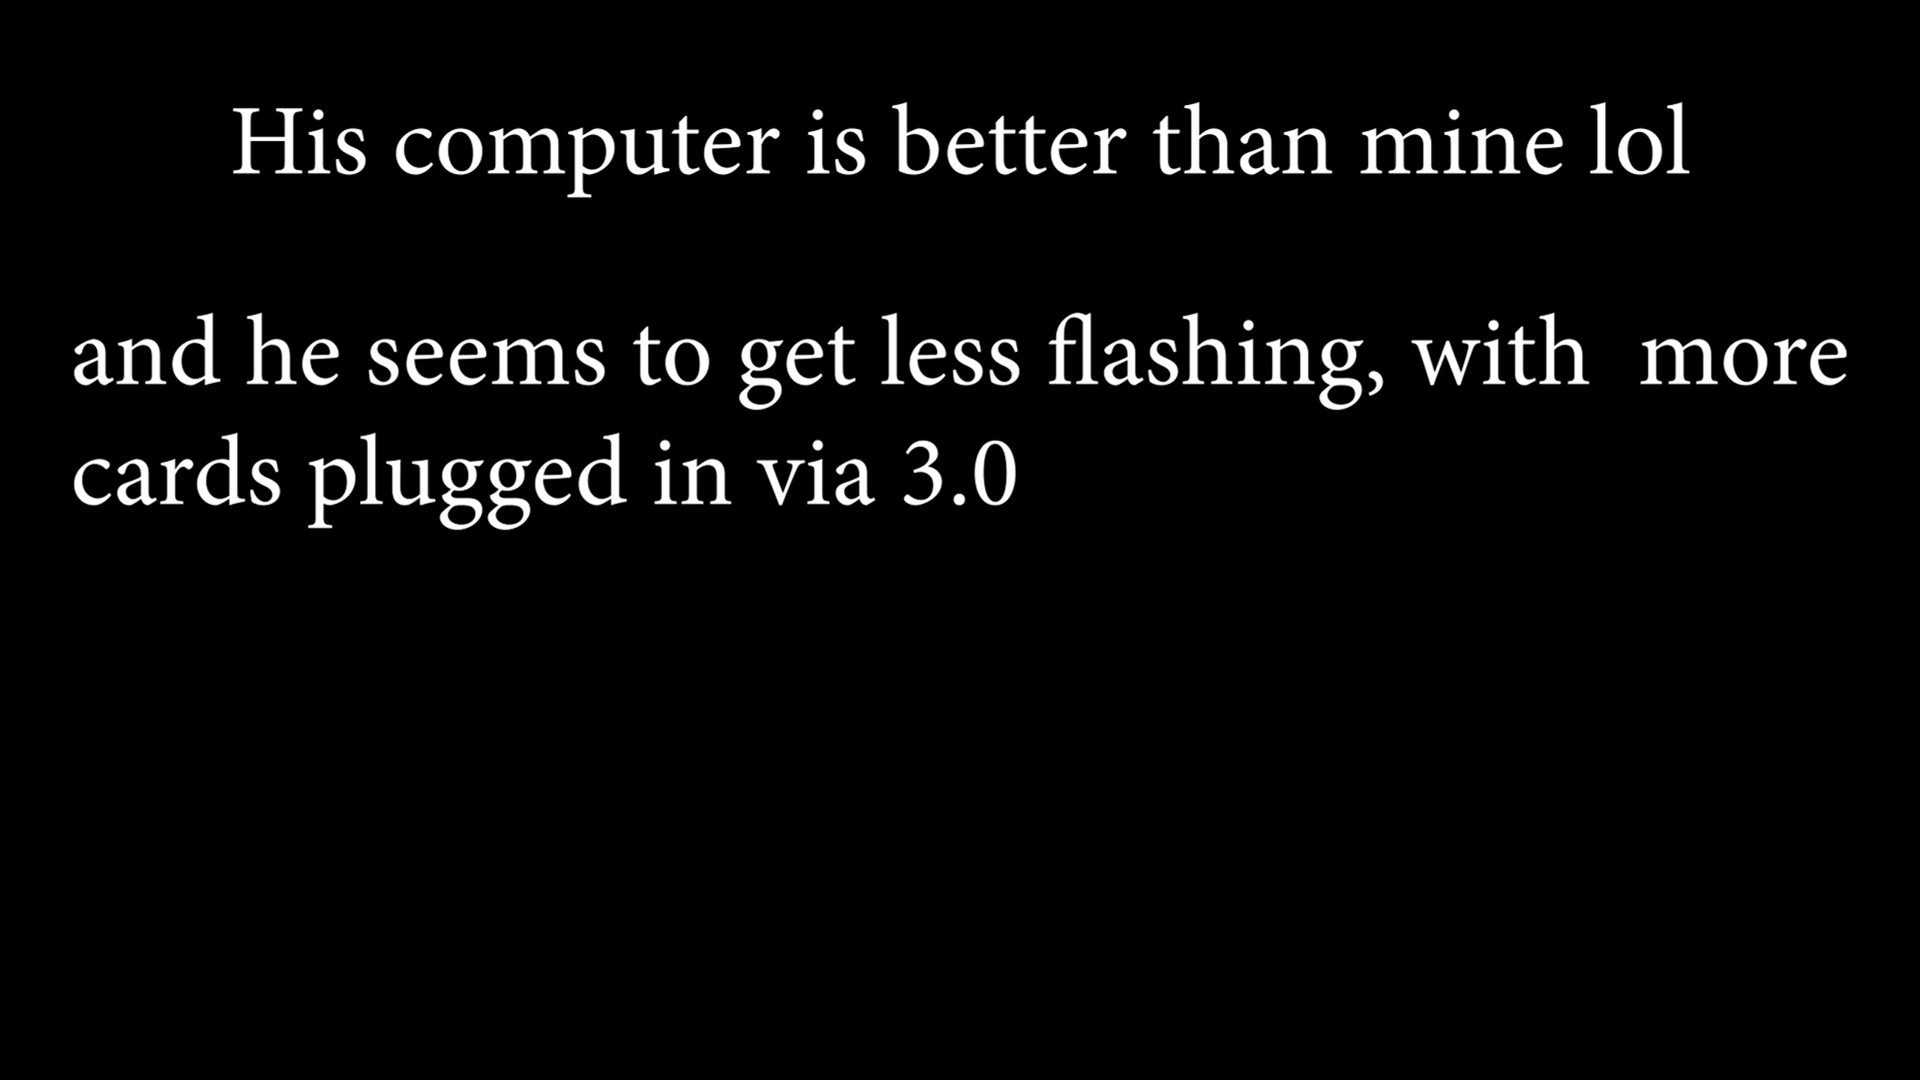 His computer is better than mine lol
and he seems to get less flashing, with  more
cards plugged in via 3.0